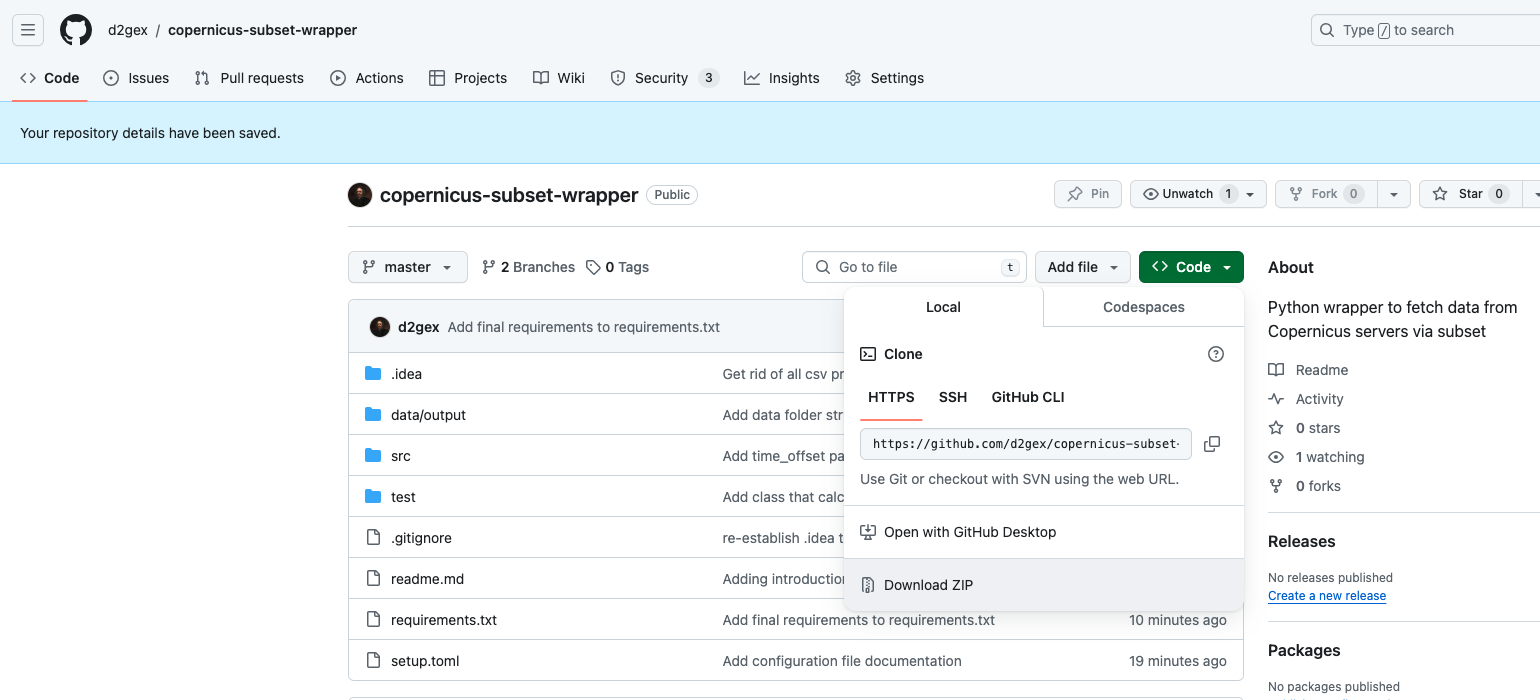 d2gex / copernicus-subset-wrapper
Type / to search
Code Issues Pull requests Actions Projects Wiki Security 3 Insights Settings
Your repository details have been saved.
copernicus-subset-wrapper Public
Pin Unwatch 1 Fork 0 Star 0
master 2 Branches 0 Tags
Go to file t Add file Code
d2gex Add final requirements to requirements.txt
.idea Get rid of all csv pr
data/output Add data folder str
src Add time_offset pa
test Add class that calc
.gitignore re-establish .idea t
readme.md Adding introduction
requirements.txt Add final requirements to requirements.txt 10 minutes ago
setup.toml Add configuration file documentation 19 minutes ago
Local Codespaces
Clone
HTTPS SSH GitHub CLI
https://github.com/d2gex/copernicus-subset-
Use Git or checkout with SVN using the web URL.
Open with GitHub Desktop
Download ZIP
About
Python wrapper to fetch data from
Copernicus servers via subset
Readme
Activity
0 stars
1 watching
0 forks
Releases
No releases published
Create a new release
Packages
No packages published